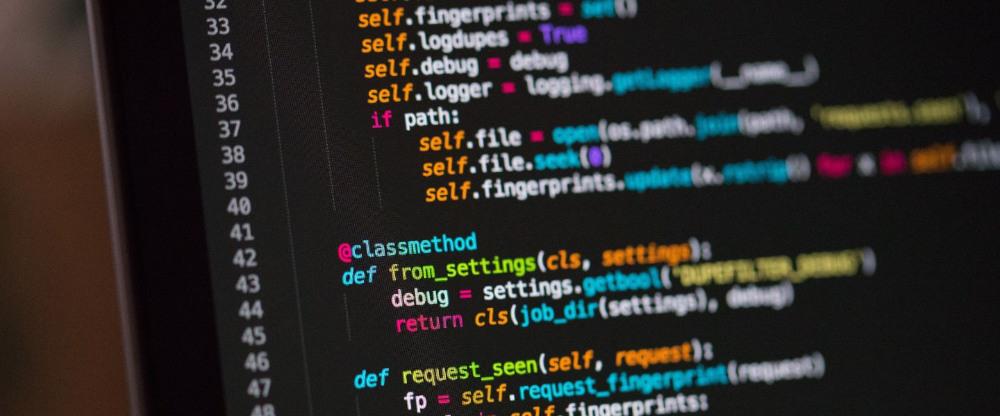 32
33 self.fingerprints = set()
34 self.logdupes = True
35 self.debug = debug
36 self.logger = logging.getLogger(__name__)
37 if path:
38 self.file = open(os.path.join(path, 'requests.seen'),
39 self.file.seek(0)
40 self.fingerprints.update(x.rstrip() for x in self.file
41
42 @classmethod
43 def from_settings(cls, settings):
44 debug = settings.getbool('DUPEFILTER_DEBUG')
45 return cls(job_dir(settings), debug)
46
47 def request_seen(self, request):
48 fp = self.request_fingerprint(request)
in self.fingerprints: